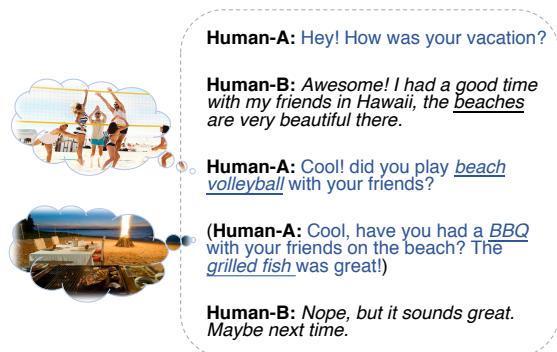 Human-A: Hey! How was your vacation?
Human-B: Awesome! I had a good time
with my friends in Hawaii, the beaches
are very beautiful there.
Human-A: Cool! did you play beach
volleyball with your friends?
(Human-A: Cool, have you had a BBQ
with your friends on the beach? The
grilled fish was great!)
Human-B: Nope, but it sounds great.
Maybe next time.